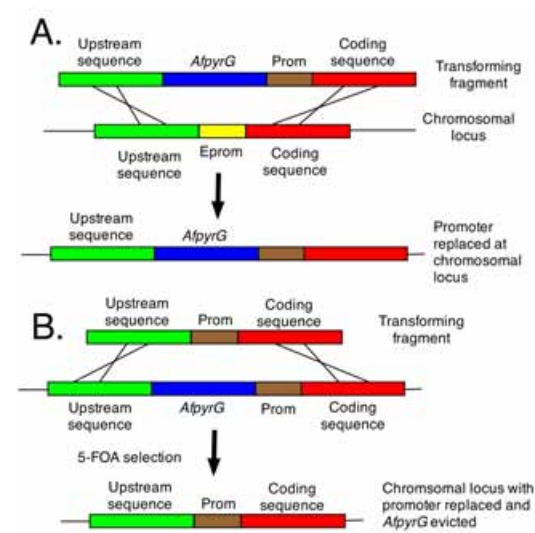 A.
Upstream
sequence
AfpyrG
Prom
Coding
sequence
Transforming
fragment
Chromosomal
locus
Upstream
sequence
Eprom
Coding
sequence
Upstream
sequence
AfpyrG
Promoter
replaced at
chromosomal
locus
B.
Upstream
sequence
Prom
Coding
sequence
Transforming
fragment
Upstream
sequence
AfpyrG
Prom
Coding
sequence
5-FOA selection
Upstream
sequence
Prom
Coding
sequence
Chromsomal locus with
promoter replaced and
AfpyrG evicted